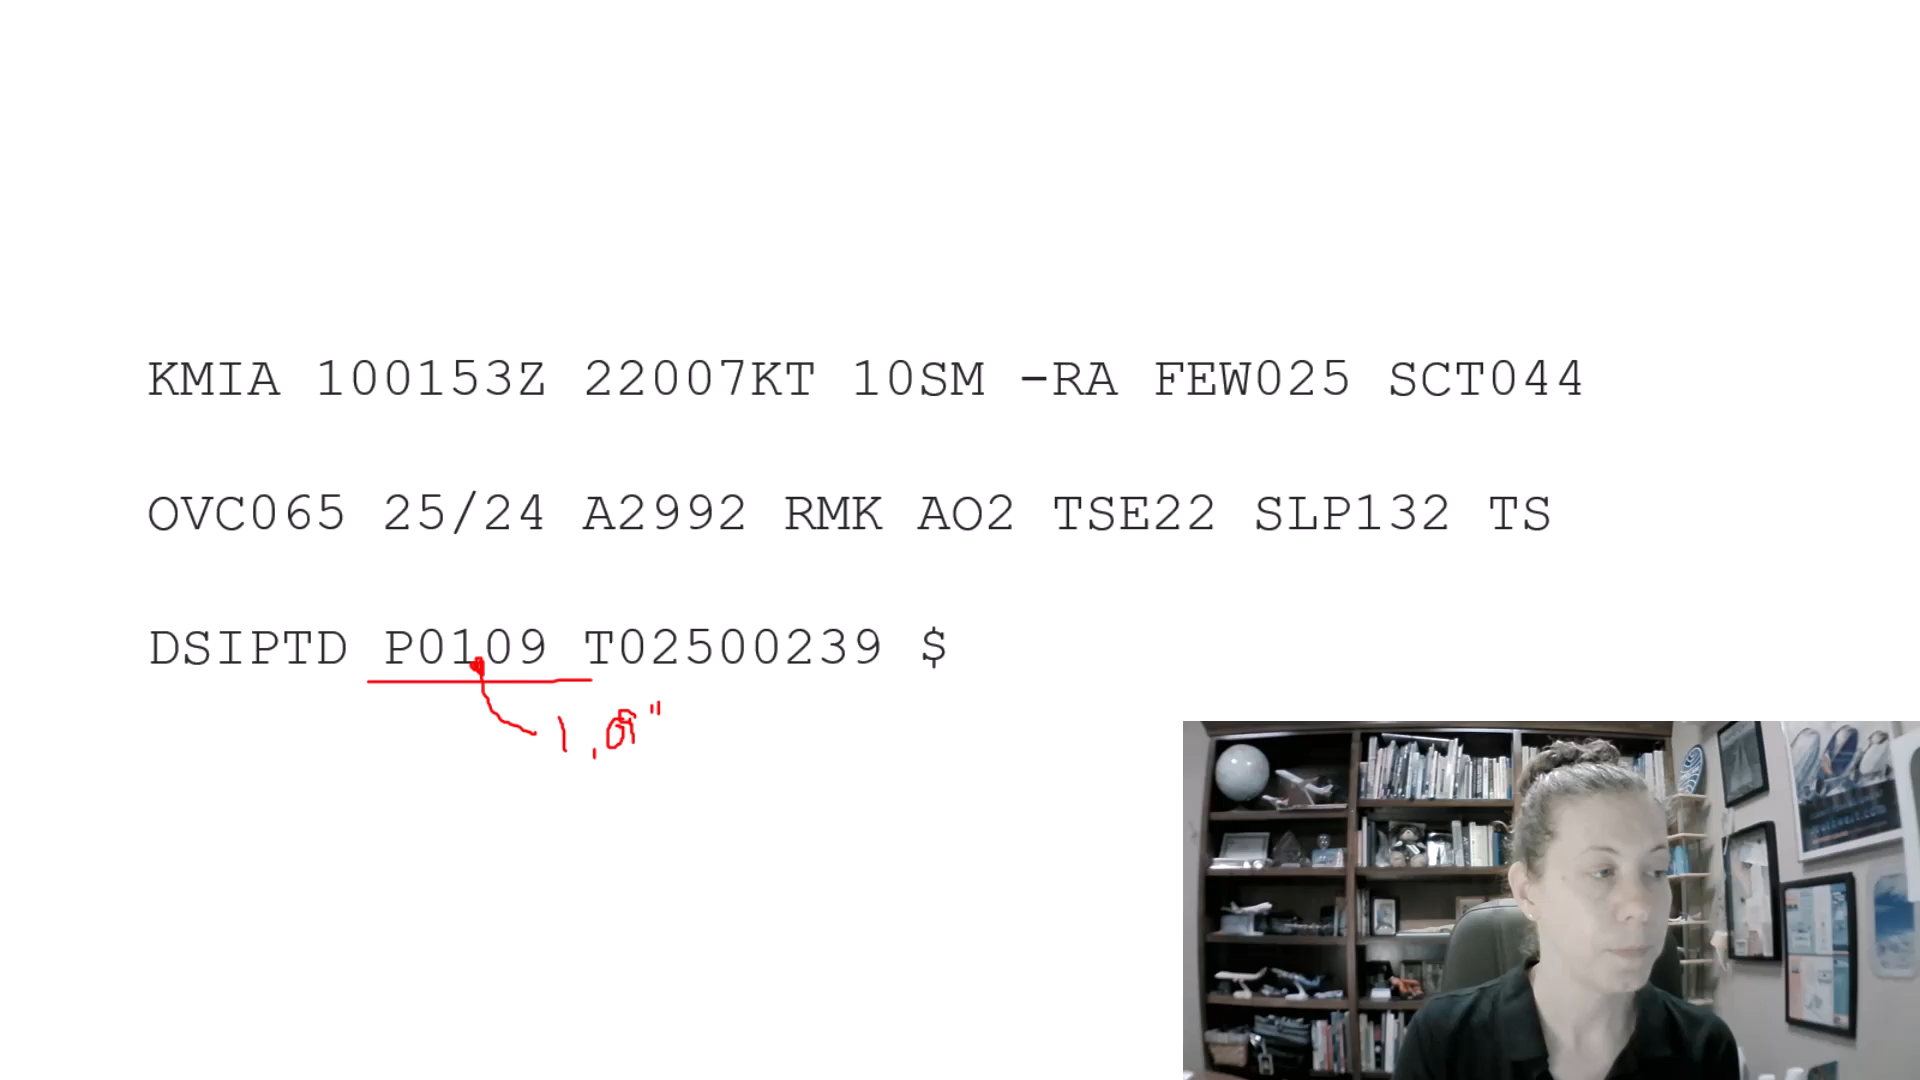 KMIA 100153Z 22007KT 10SM -RA FEW025 SCT044
OVC065 25/24 A2992 RMK AO2 TSE22 SLP132 TS
DSIPTD P0109 T02500239 $
1.09"